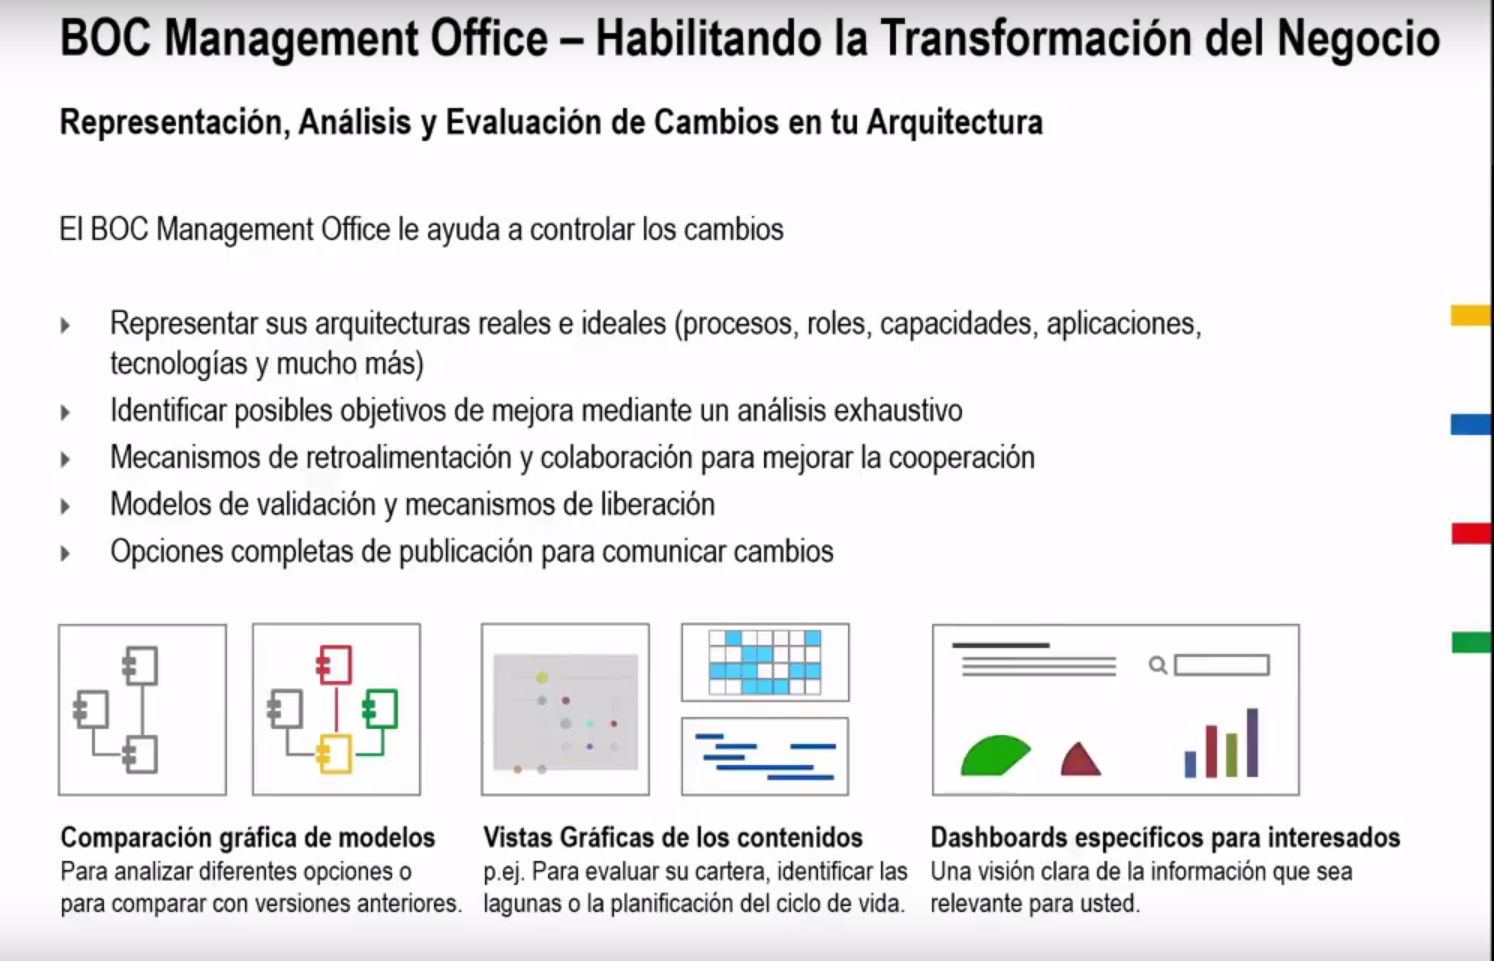 BOC Management Office – Habilitando la Transformación del Negocio
Representación, Análisis y Evaluación de Cambios en tu Arquitectura
El BOC Management Office le ayuda a controlar los cambios
Representar sus arquitecturas reales e ideales (procesos, roles, capacidades, aplicaciones,
tecnologías y mucho más)
Identificar posibles objetivos de mejora mediante un análisis exhaustivo
Mecanismos de retroalimentación y colaboración para mejorar la cooperación
Modelos de validación y mecanismos de liberación
Opciones completas de publicación para comunicar cambios
Comparación gráfica de modelos
Para analizar diferentes opciones o
para comparar con versiones anteriores.
Vistas Gráficas de los contenidos
p.ej. Para evaluar su cartera, identificar las
lagunas o la planificación del ciclo de vida.
Dashboards específicos para interesados
Una visión clara de la información que sea
relevante para usted.